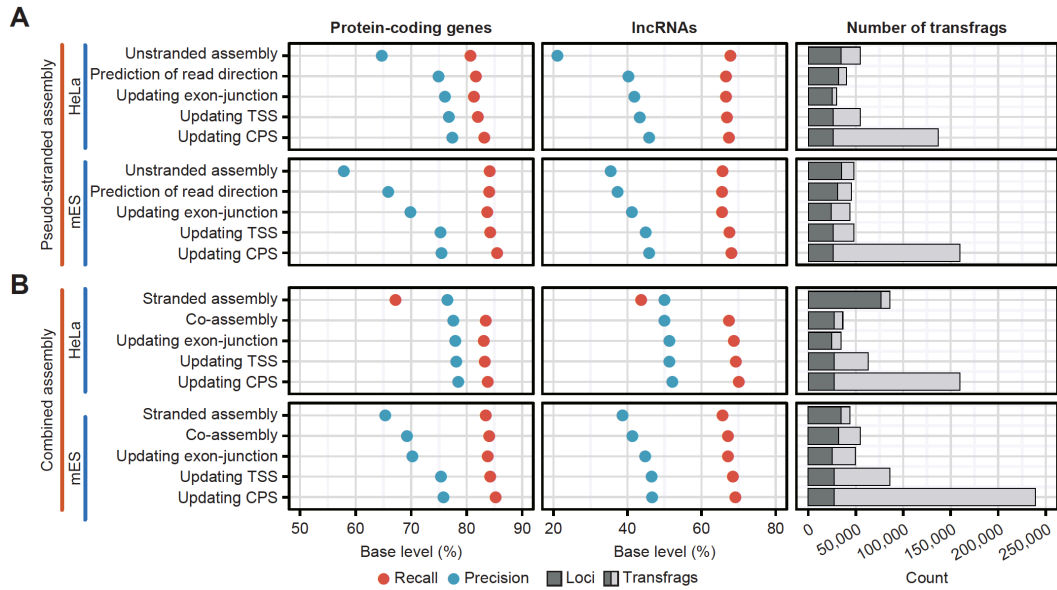 A
Protein-coding genes
lncRNAs
Number of transfrags
Pseudo-stranded assembly
HeLa
Unstranded assembly
Prediction of read direction
Updating exon-junction
Updating TSS
Updating CPS
mES
Unstranded assembly
Prediction of read direction
Updating exon-junction
Updating TSS
Updating CPS
B
Combined assembly
HeLa
Stranded assembly
Co-assembly
Updating exon-junction
Updating TSS
Updating CPS
mES
Stranded assembly
Co-assembly
Updating exon-junction
Updating TSS
Updating CPS
50 60 70 80 90
20 40 60 80
0 50,000 100,000 150,000 200,000 250,000
Base level (%)
Base level (%)
Count
Recall Precision Loci Transfrags